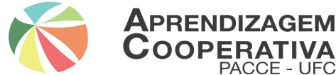 APRENDIZAGEM
COOPERATIVA
PACCE - UFC